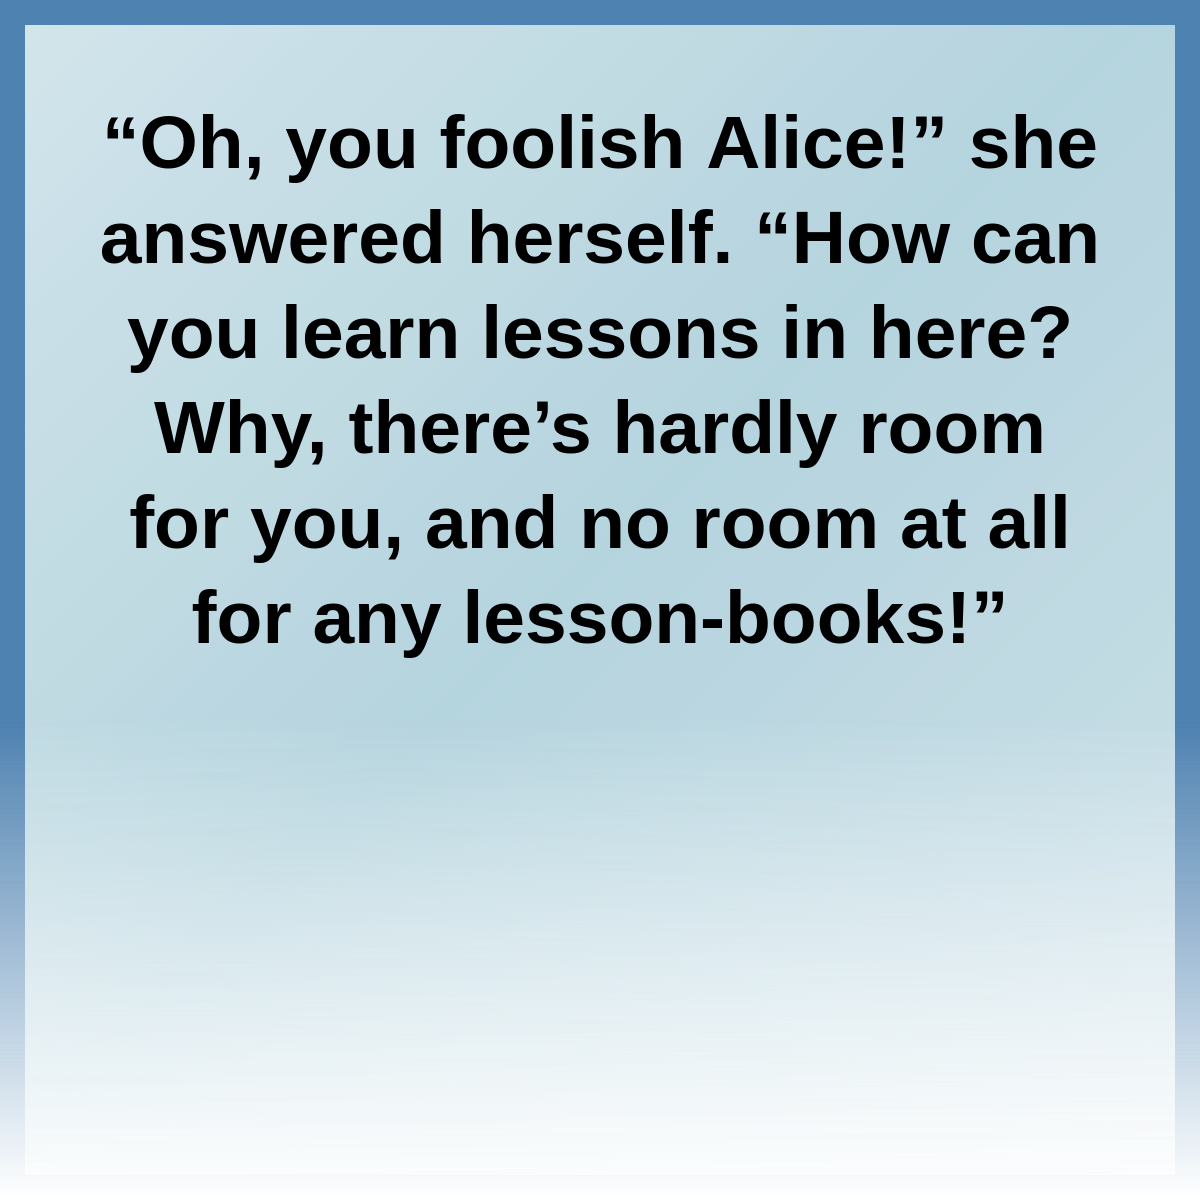 “Oh, you foolish Alice!” she
answered herself. “How can
you learn lessons in here?
Why, there’s hardly room
for you, and no room at all
for any lesson-books!”